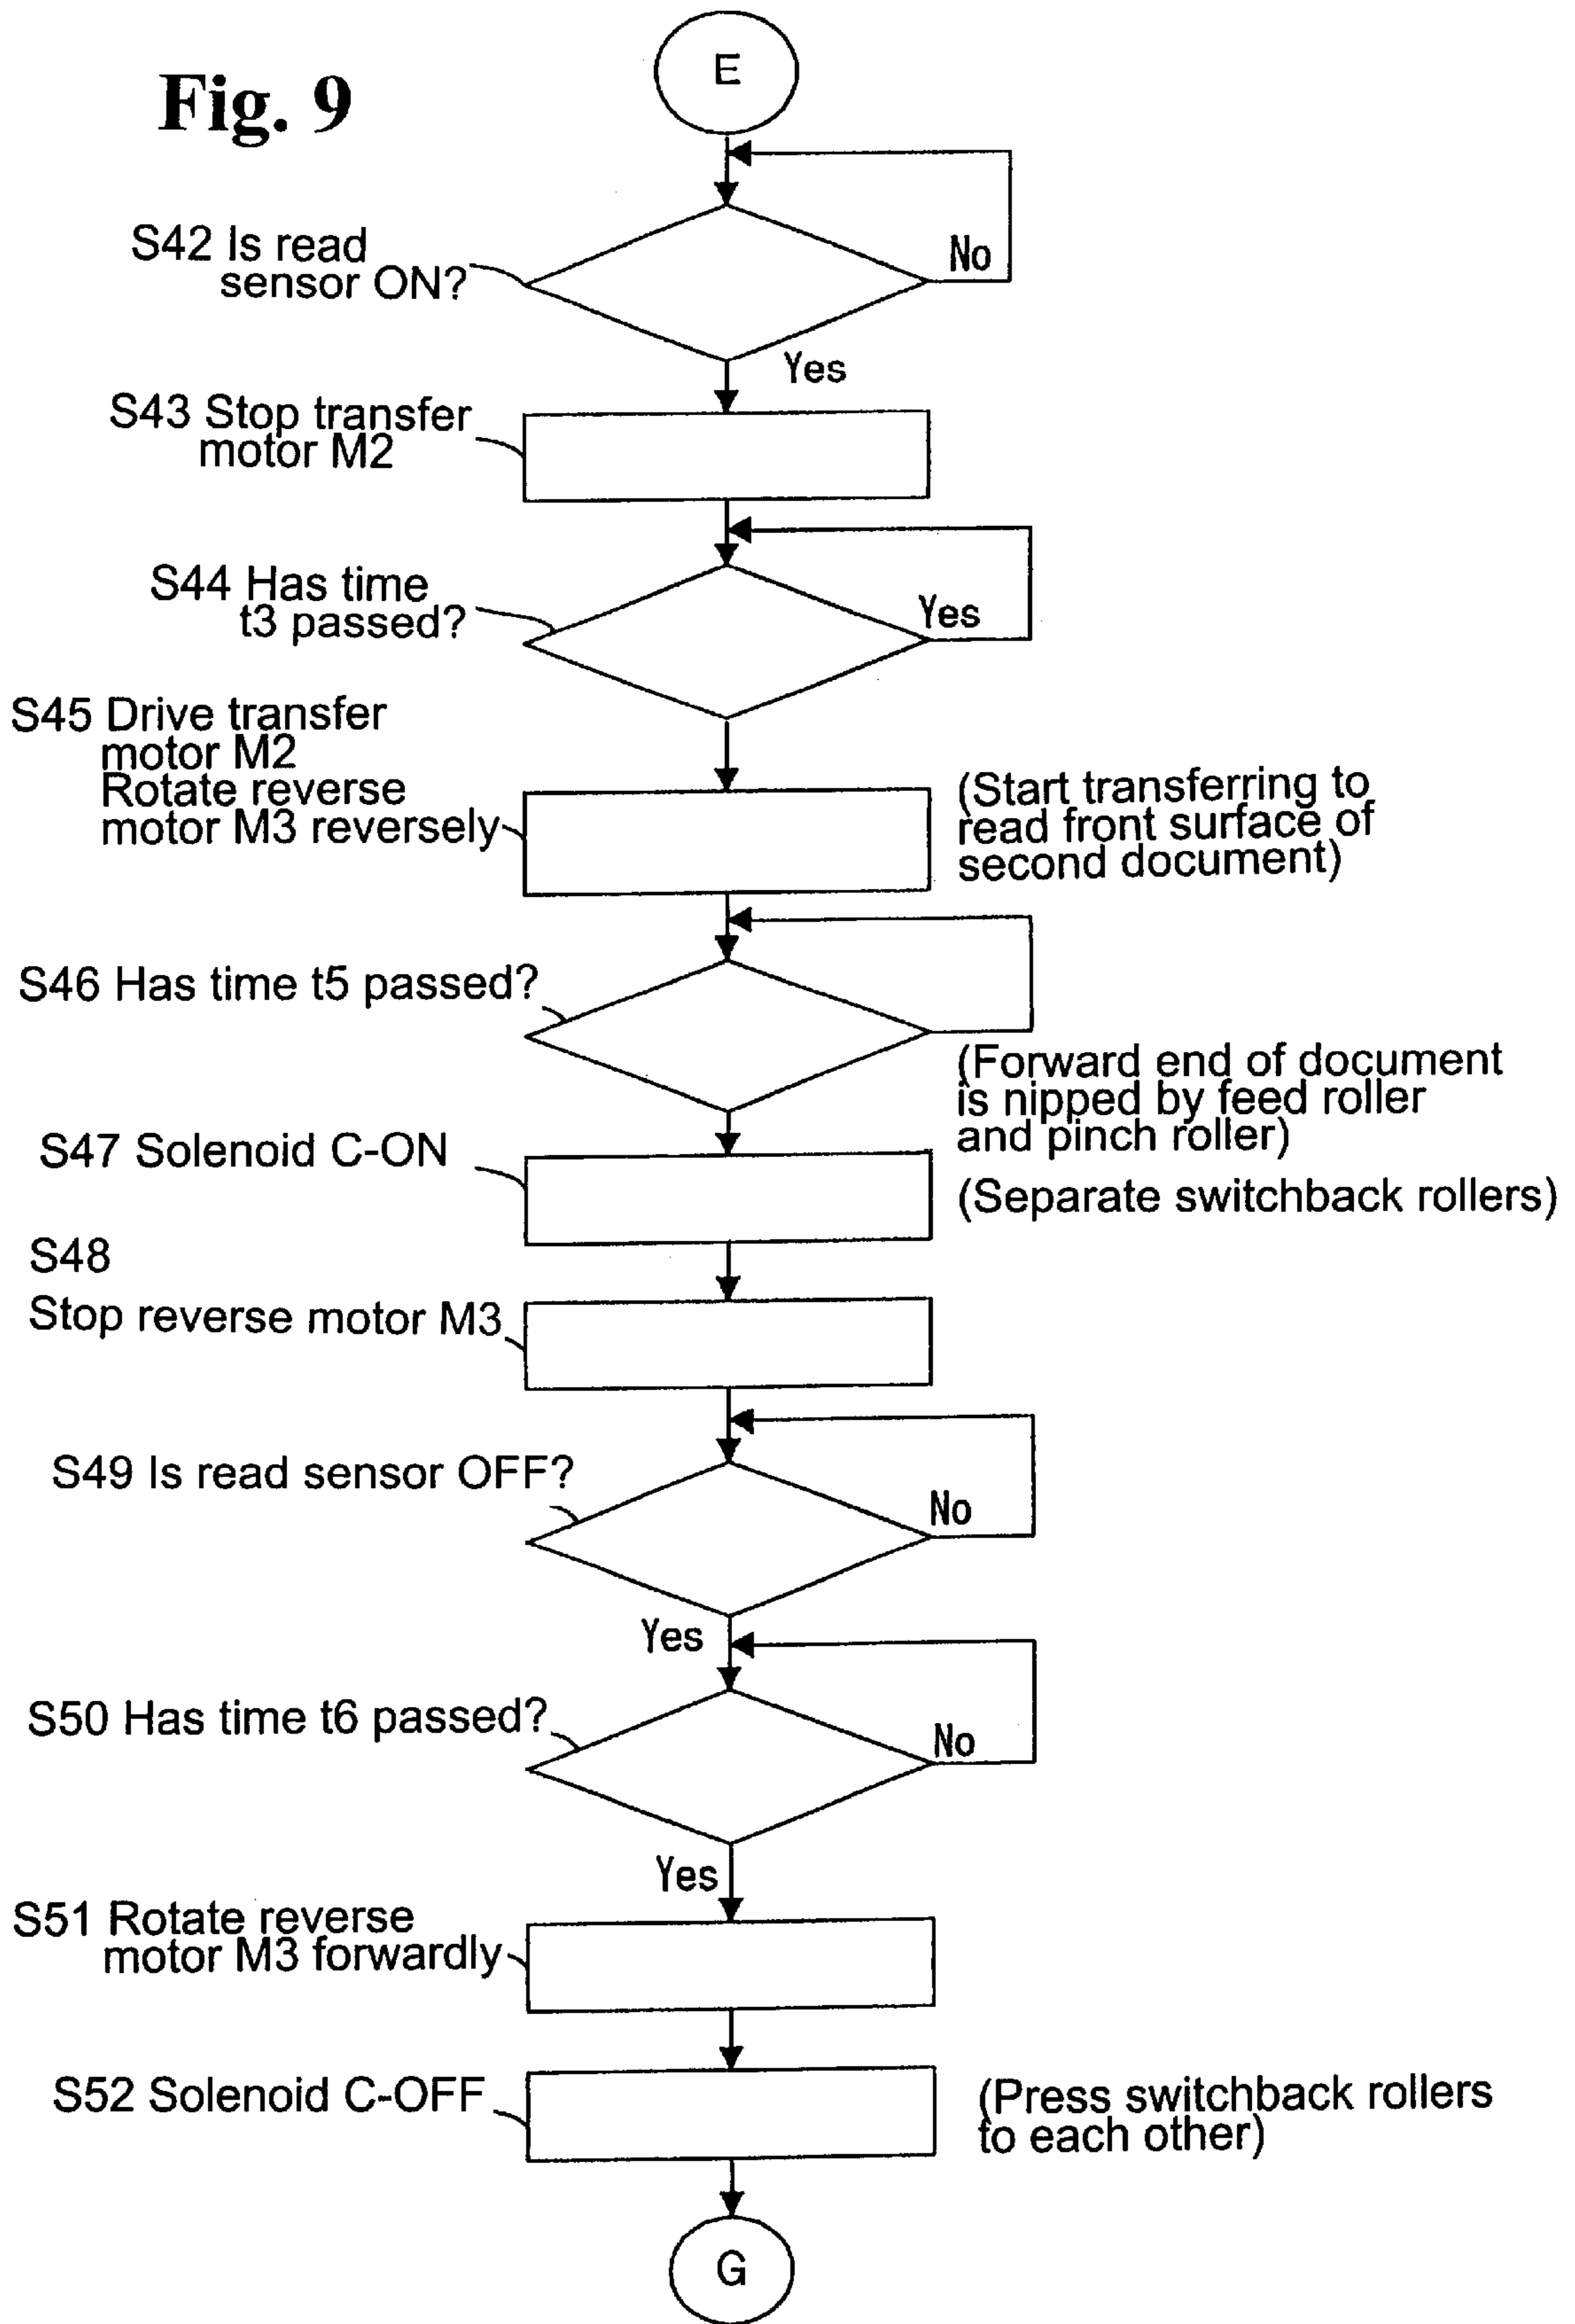 Fig. 9
E
S42 Is read
sensor ON?
No
Yes
S43 Stop transfer
motor M2
S44 Has time
t3 passed?
Yes
S45 Drive transfer
motor M2
Rotate reverse
motor M3 reversely
(Start transferring to
read front surface of
second document)
S46 Has time t5 passed?
(Forward end of document
is nipped by feed roller
and pinch roller)
S47 Solenoid C-ON
(Separate switchback rollers)
S48
Stop reverse motor M3
S49 Is read sensor OFF?
No
Yes
S50 Has time t6 passed?
No
Yes
S51 Rotate reverse
motor M3 forwardly
S52 Solenoid C-OFF
(Press switchback rollers
to each other)
G